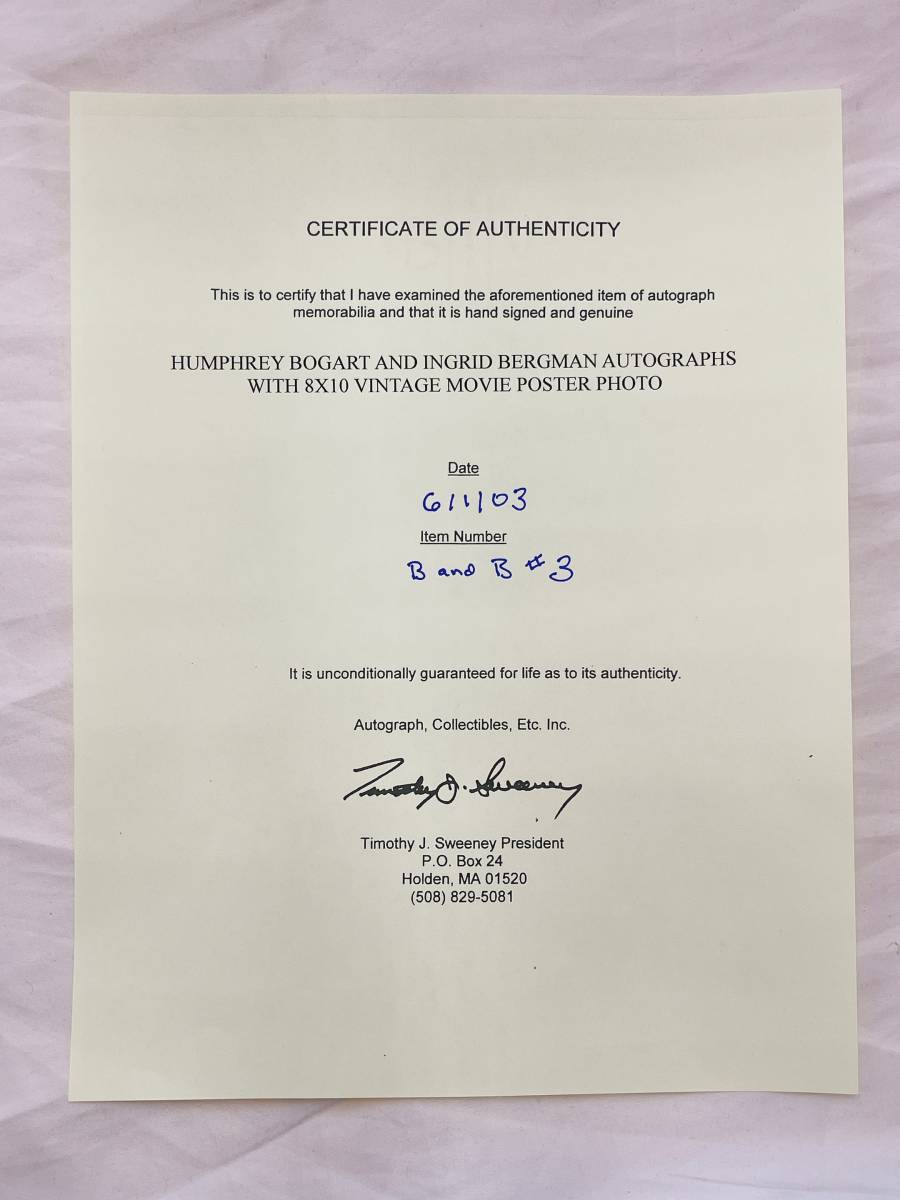 CERTIFICATE OF AUTHENTICITY
This is to certify that I have examined the aforementioned item of autograph
memorabilia and that it is hand signed and genuine
HUMPHREY BOGART AND INGRID BERGMAN AUTOGRAPHS
WITH 8X10 VINTAGE MOVIE POSTER PHOTO
Date
6/1/03
Item Number
B and B #3
It is unconditionally guaranteed for life as to its authenticity.
Autograph, Collectibles, Etc. Inc.
Timothy J. Sweeney
Timothy J. Sweeney President
P.O. Box 24
Holden, MA 01520
(508) 829-5081